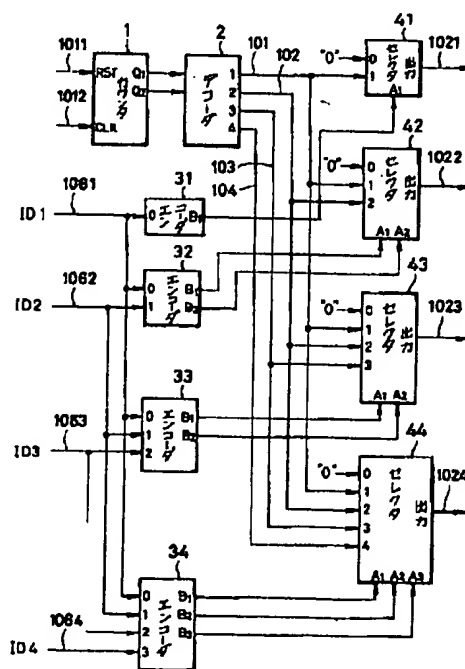 1011
1
2
101
102
41
1021
RST
カウンタ
Q1
Q2
デコーダ
1
2
3
4
"0"
0
1
セレクタ
出力
A1
1012
CLR
103
104
42
1022
"0"
0
1
2
セレクタ
出力
A1 A2
1061
ID1
31
0
エンコーダ
B1
1062
ID2
32
0
1
エンコーダ
B1
B2
43
1023
"0"
0
1
2
3
セレクタ
出力
A1 A2
1063
ID3
33
0
1
2
エンコーダ
B1
B2
44
1024
"0"
0
1
2
3
4
セレクタ
出力
A1 A2 A3
1064
ID4
34
0
1
2
3
エンコーダ
B1
B2
B3